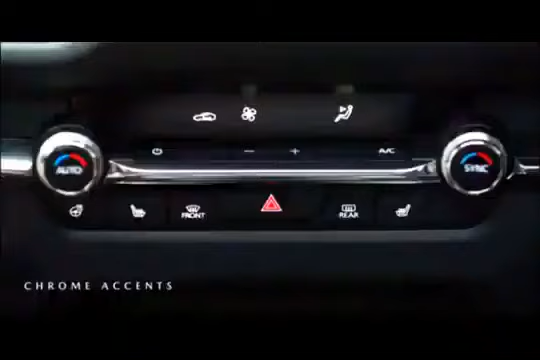 − + A/C
AUTO SYNC
FRONT REAR
CHROME ACCENTS